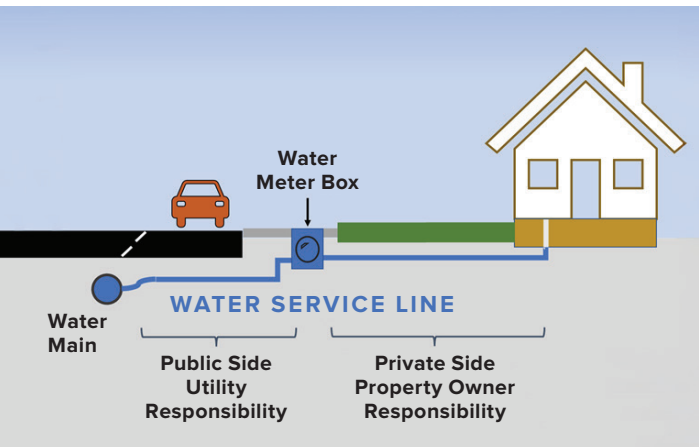 Water
Meter Box
WATER SERVICE LINE
Water
Main
Public Side
Utility
Responsibility
Private Side
Property Owner
Responsibility